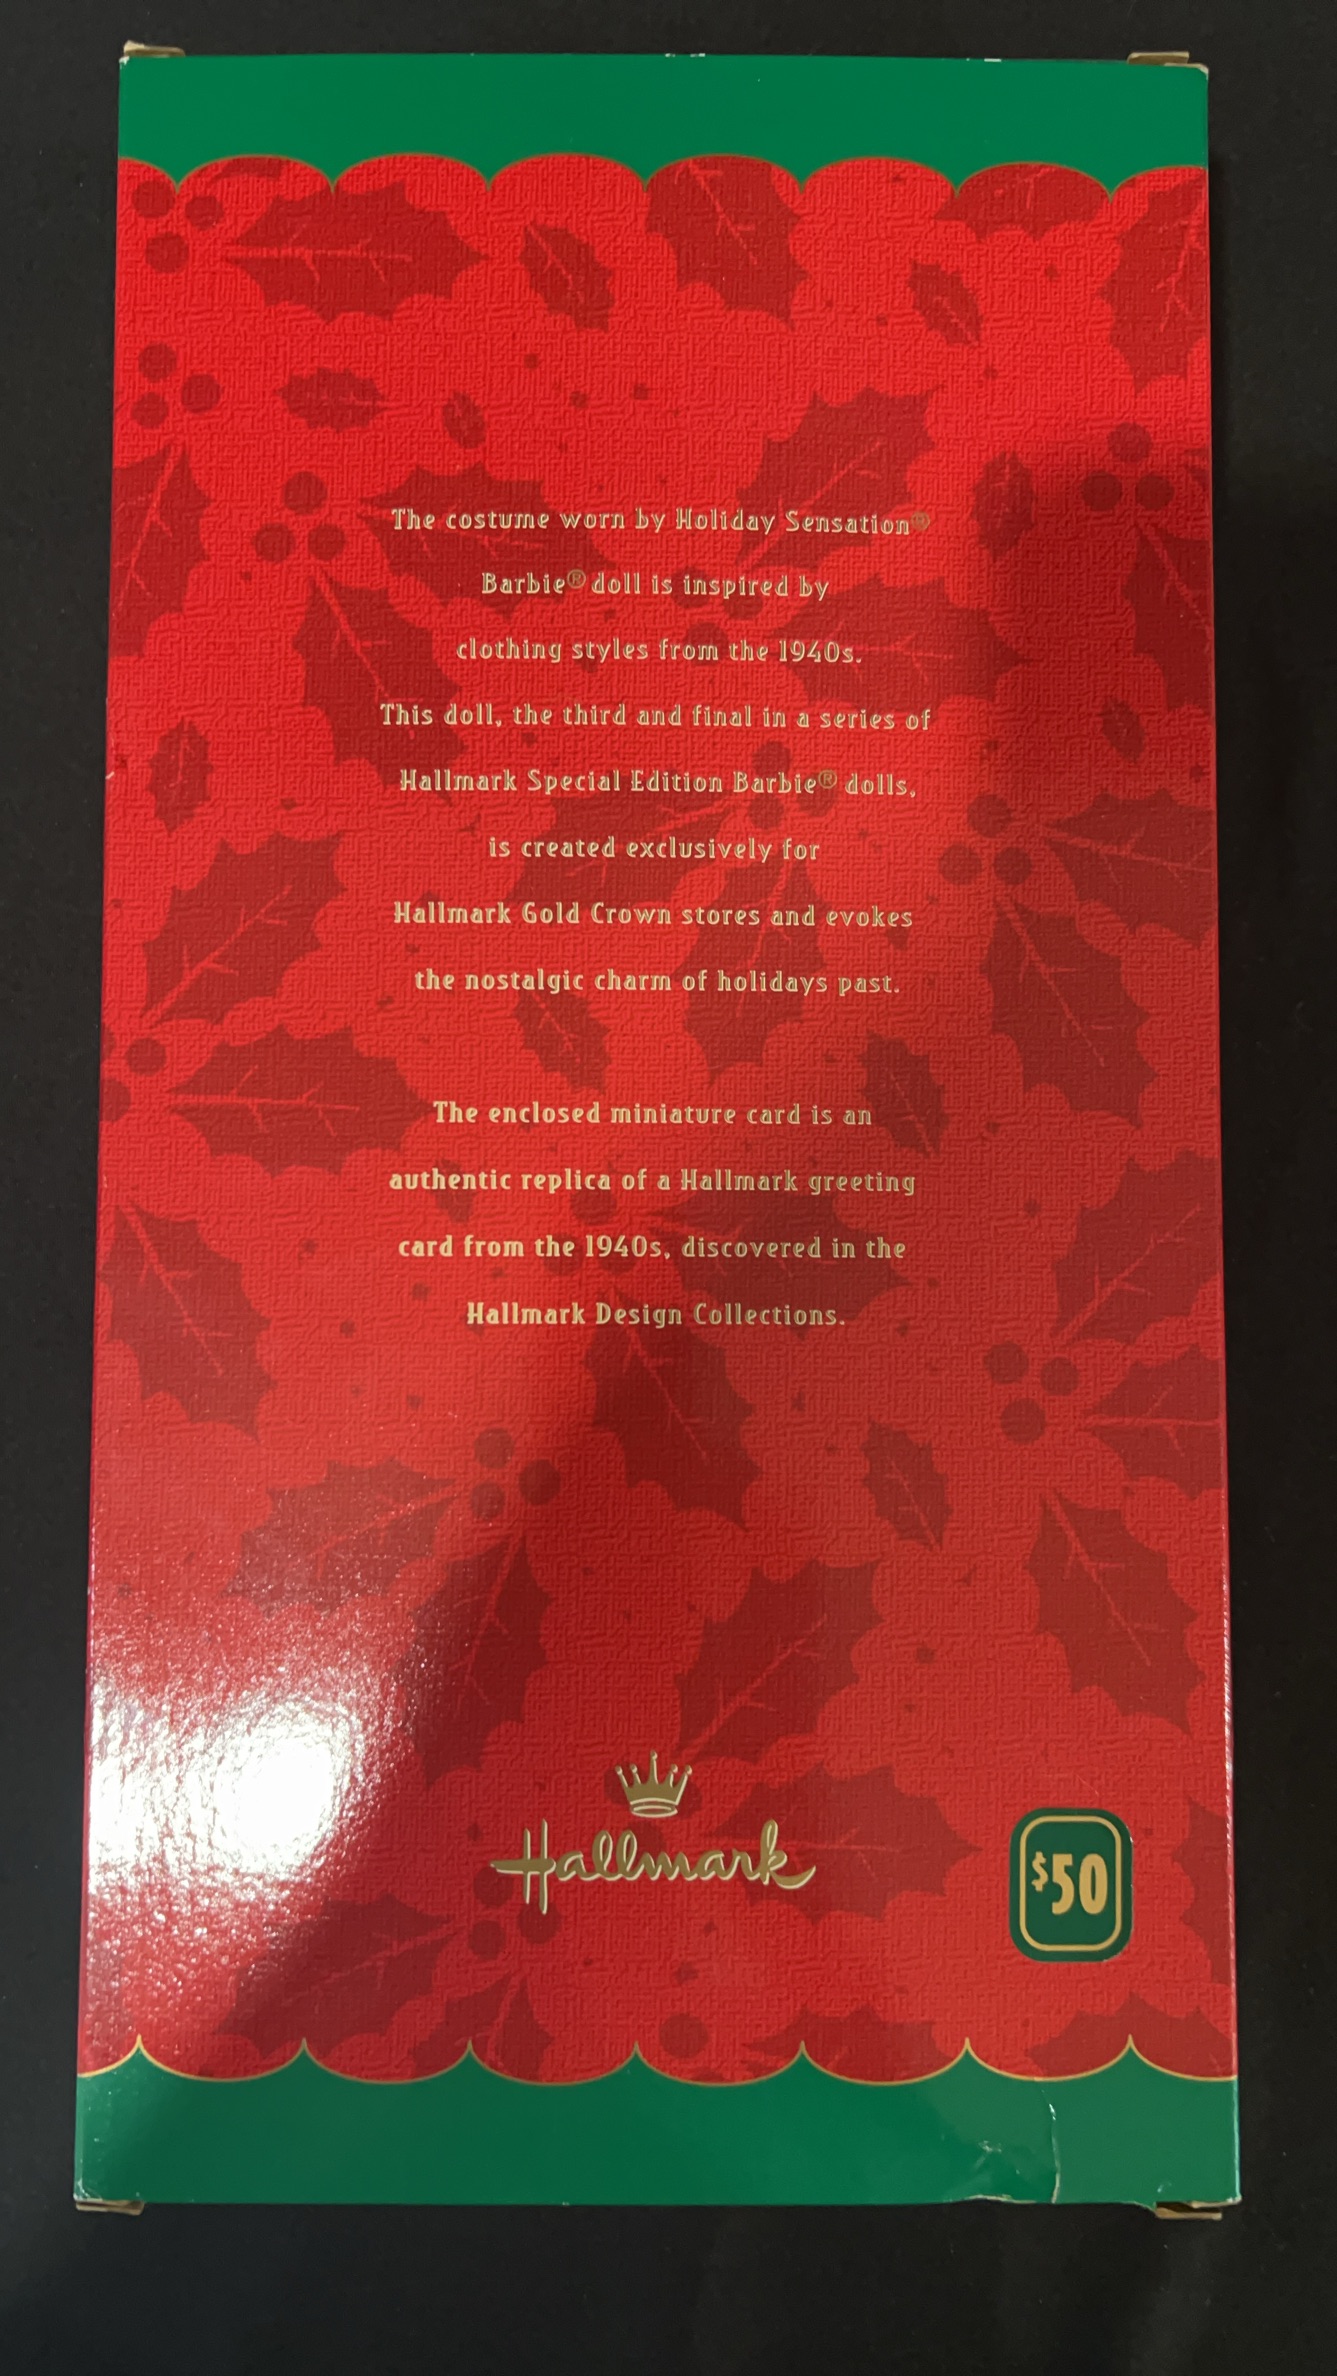 The costume worn by Holiday Sensation®
Barbie® doll is inspired by
clothing styles from the 1940s.
This doll, the third and final in a series of
Hallmark Special Edition Barbie® dolls,
is created exclusively for
Hallmark Gold Crown stores and evokes
the nostalgic charm of holidays past.
The enclosed miniature card is an
authentic replica of a Hallmark greeting
card from the 1940s, discovered in the
Hallmark Design Collections.
Hallmark
$50